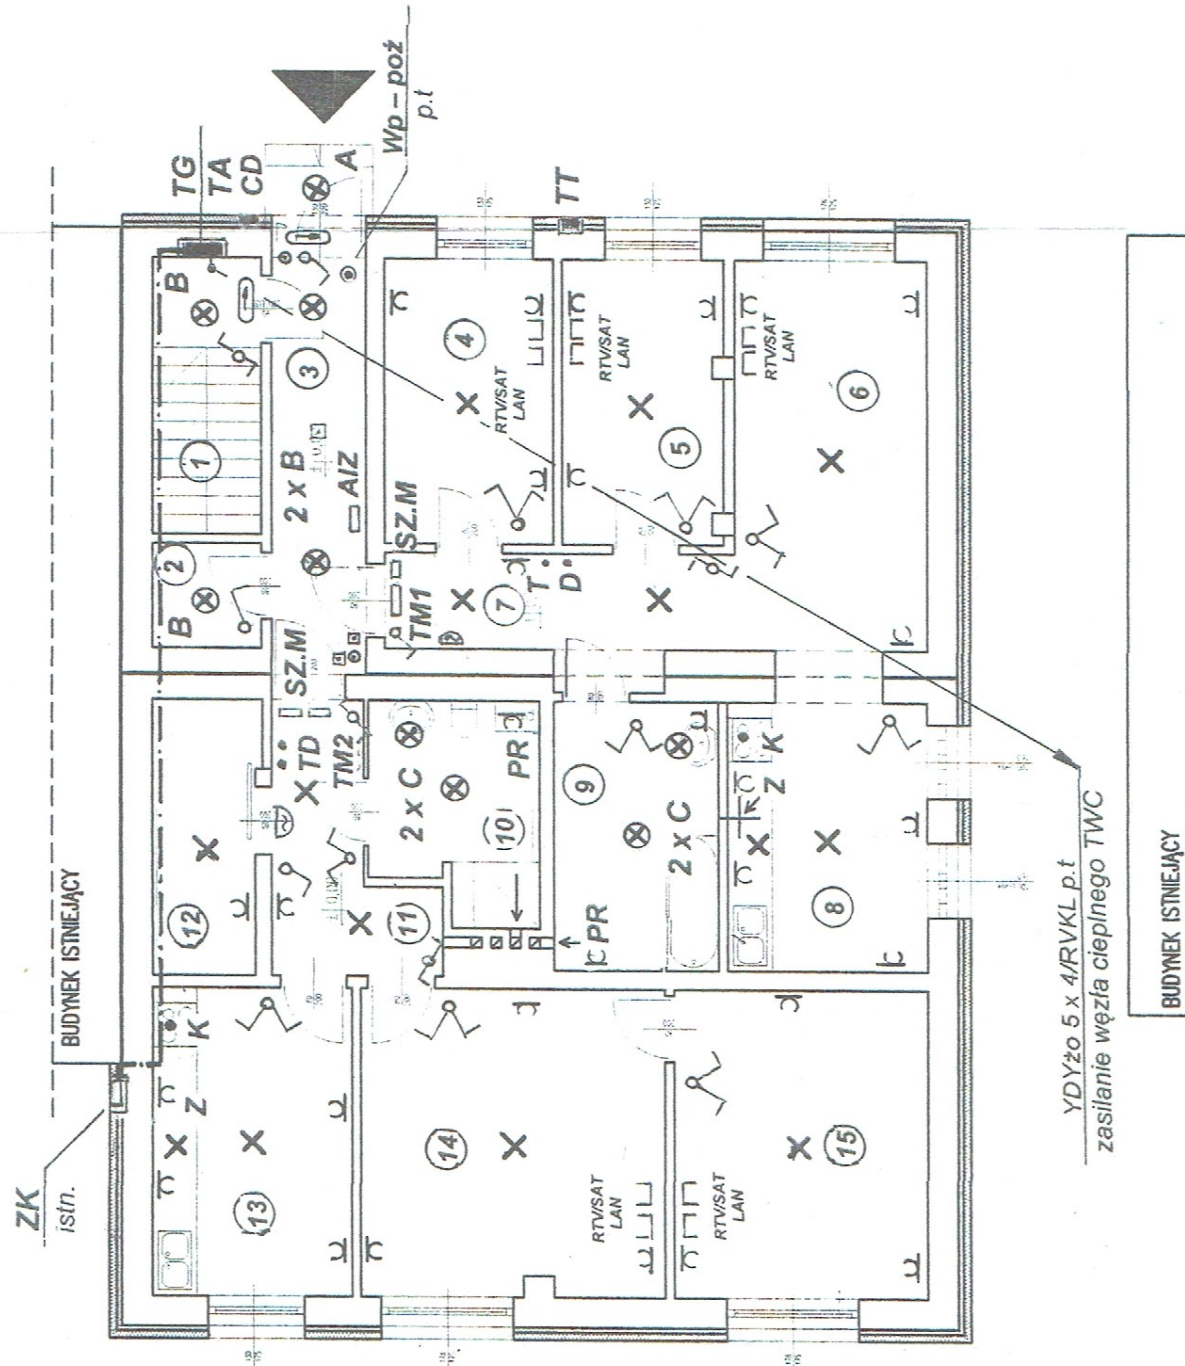 ZK
istn.
BUDYNEK ISTNIEJĄCY
TG
TA
CD
Wp – poż
p.t
A
TT
B
1
2
B
3
2 x B
AIZ
SZ.M
SZ.M
TM1
4
RTV/SAT
LAN
5
RTV/SAT
LAN
6
RTV/SAT
LAN
7
T
D
TD
TM2
12
2 x C
10
PR
9
2 x C
PR
11
K
Z
8
K
Z
13
14
RTV/SAT
LAN
15
RTV/SAT
LAN
YDYżo 5 x 4/RVKL p.t
zasilanie węzła cieplnego TWC
BUDYNEK ISTNIEJĄCY